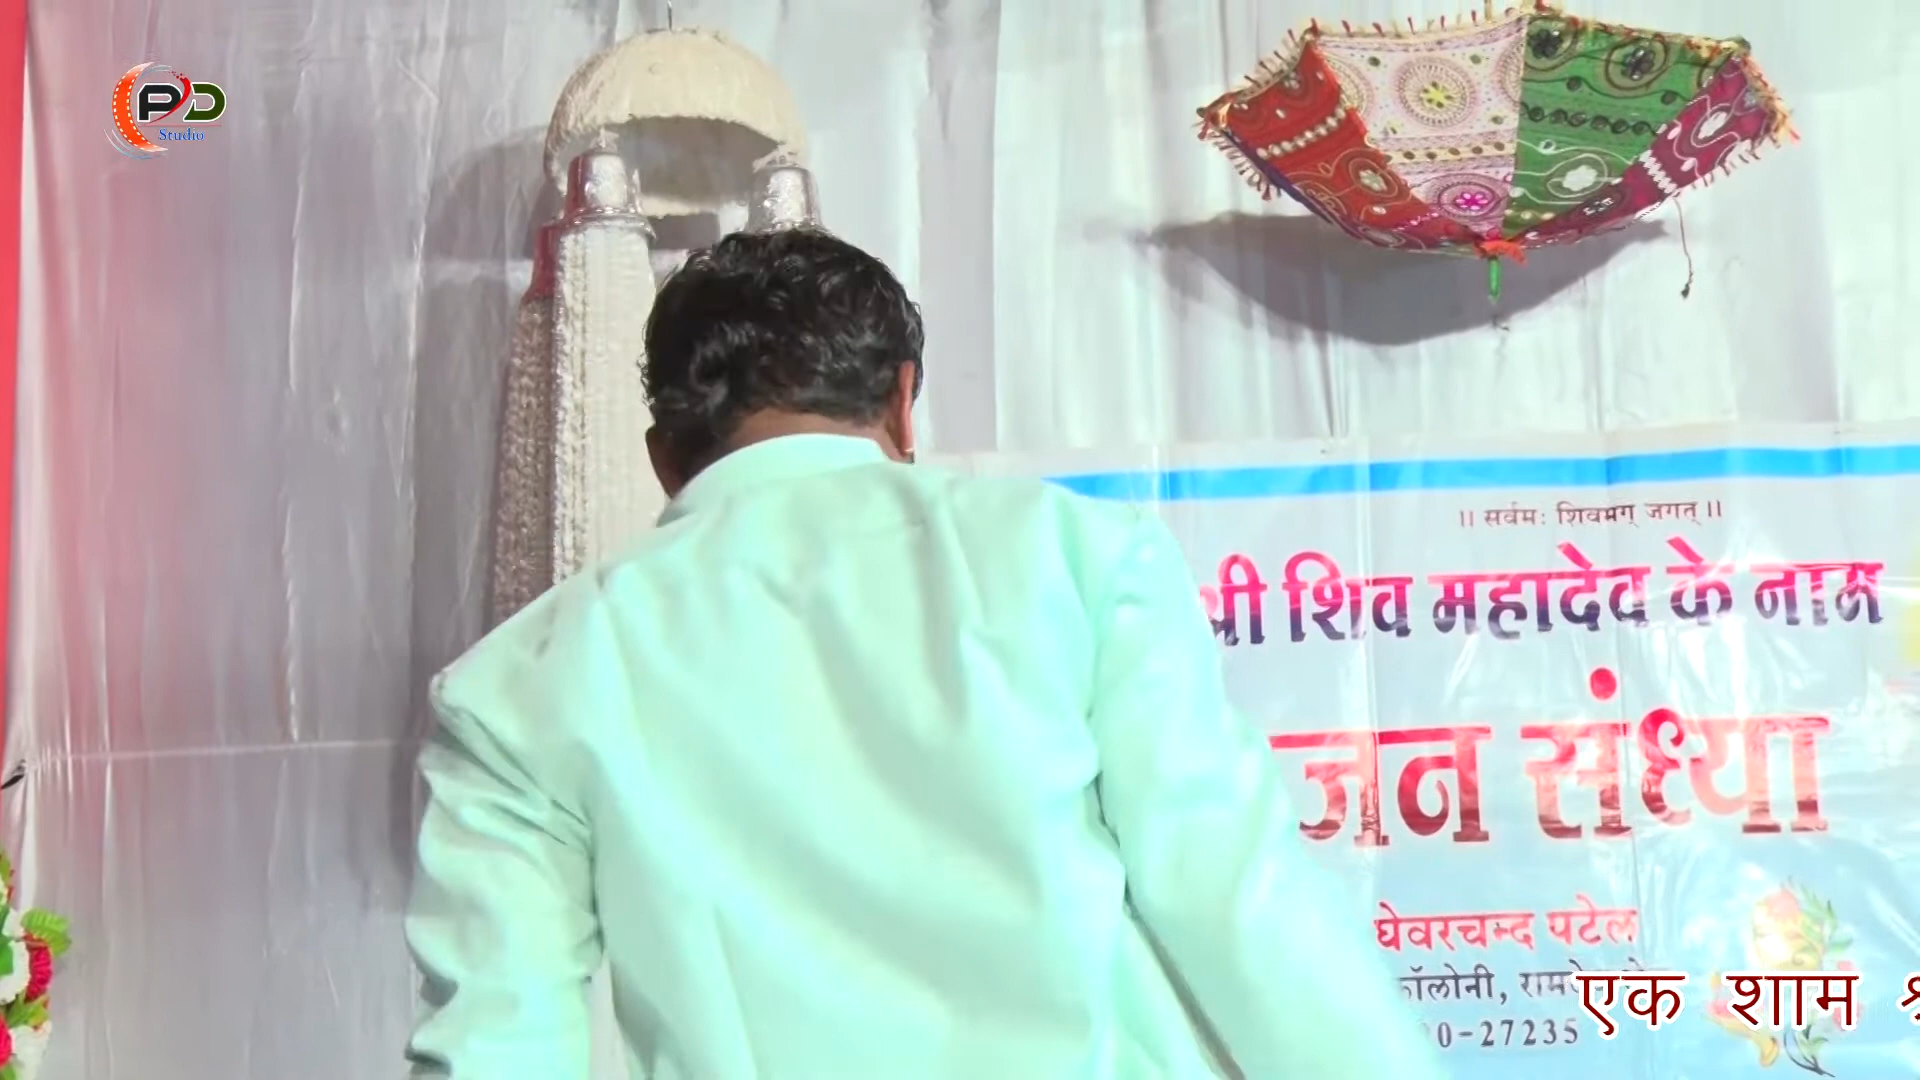 PD
Studio
॥ सर्वमः शिवमग् जगत् ॥
श्री शिव महादेव के नाम
जन संध्या
घेवरचन्द पटेल
कॉलोनी,
0-27235
एक शाम